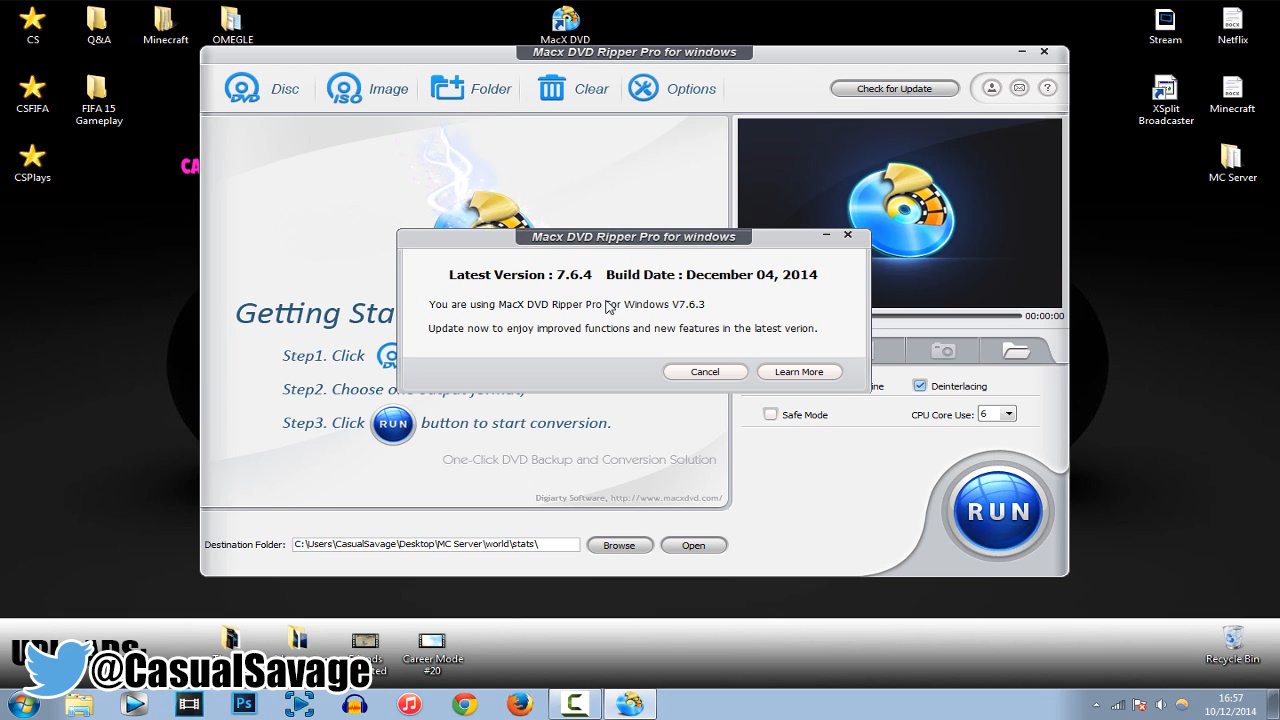 CS
Q&A
Minecraft
OMEGLE
MacX DVD
Stream
Netflix
Macx DVD Ripper Pro for windows
DVD
Disc
ISO
Image
Folder
Clear
Options
Check for Update
?
CSFIFA
FIFA 15
Gameplay
XSplit
Broadcaster
Minecraft
CSPlays
CA
MC Server
Macx DVD Ripper Pro for windows
Latest Version : 7.6.4 Build Date : December 04, 2014
You are using MacX DVD Ripper Pro for Windows V7.6.3
Update now to enjoy improved functions and new features in the latest verion.
Cancel
Learn More
00:00:00
Getting Sta
Step1. Click
Step2. Choose
Step3. Click RUN button to start conversion.
Deinterlacing
Safe Mode
CPU Core Use: 6
One-Click DVD Backup and Conversion Solution
Digiarty Software, http://www.macxdvd.com/
RUN
Destination Folder: C:\Users\CasualSavage\Desktop\MC Server\world\stats\
Browse
Open
Career Mode
#20
Recycle Bin
@CasualSavage
Ps
16:57
10/12/2014